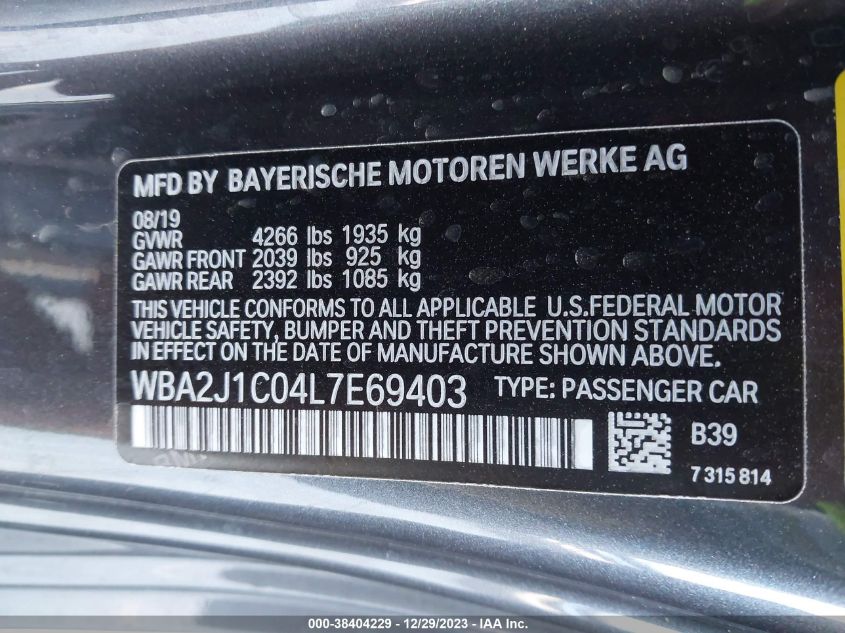 MFD BY BAYERISCHE MOTOREN WERKE AG
08/19
GVWR 4266 lbs 1935 kg
GAWR FRONT 2039 lbs 925 kg
GAWR REAR 2392 lbs 1085 kg
THIS VEHICLE CONFORMS TO ALL APPLICABLE U.S.FEDERAL MOTOR
VEHICLE SAFETY, BUMPER AND THEFT PREVENTION STANDARDS
IN EFFECT ON THE DATE OF MANUFACTURE SHOWN ABOVE.
WBA2J1C04L7E69403 TYPE: PASSENGER CAR
B39
7 315 814
000-38404229 - 12/29/2023 - IAAI, Inc.